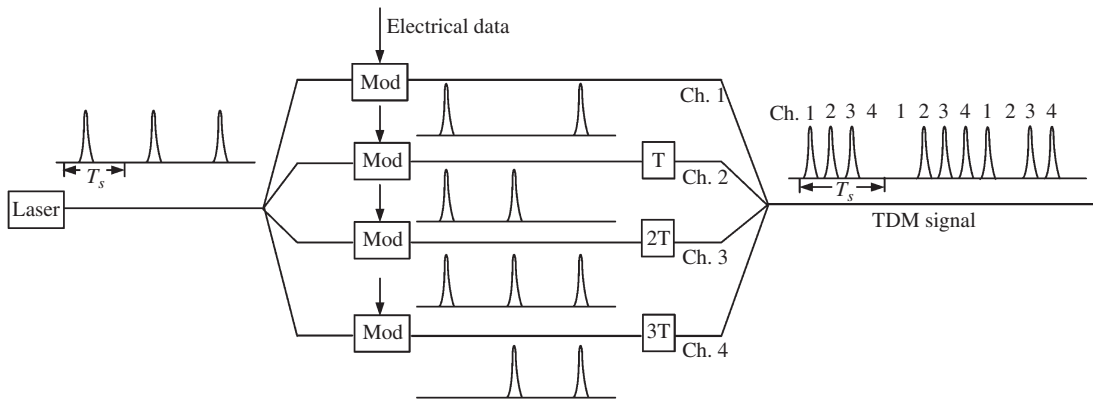 Electrical data
Mod
Ch. 1
Ch. 1 2 3 4 1 2 3 4 1 2 3 4
Mod
T
Ch. 2
T_s
T_s
Laser
TDM signal
Mod
2T
Ch. 3
Mod
3T
Ch. 4